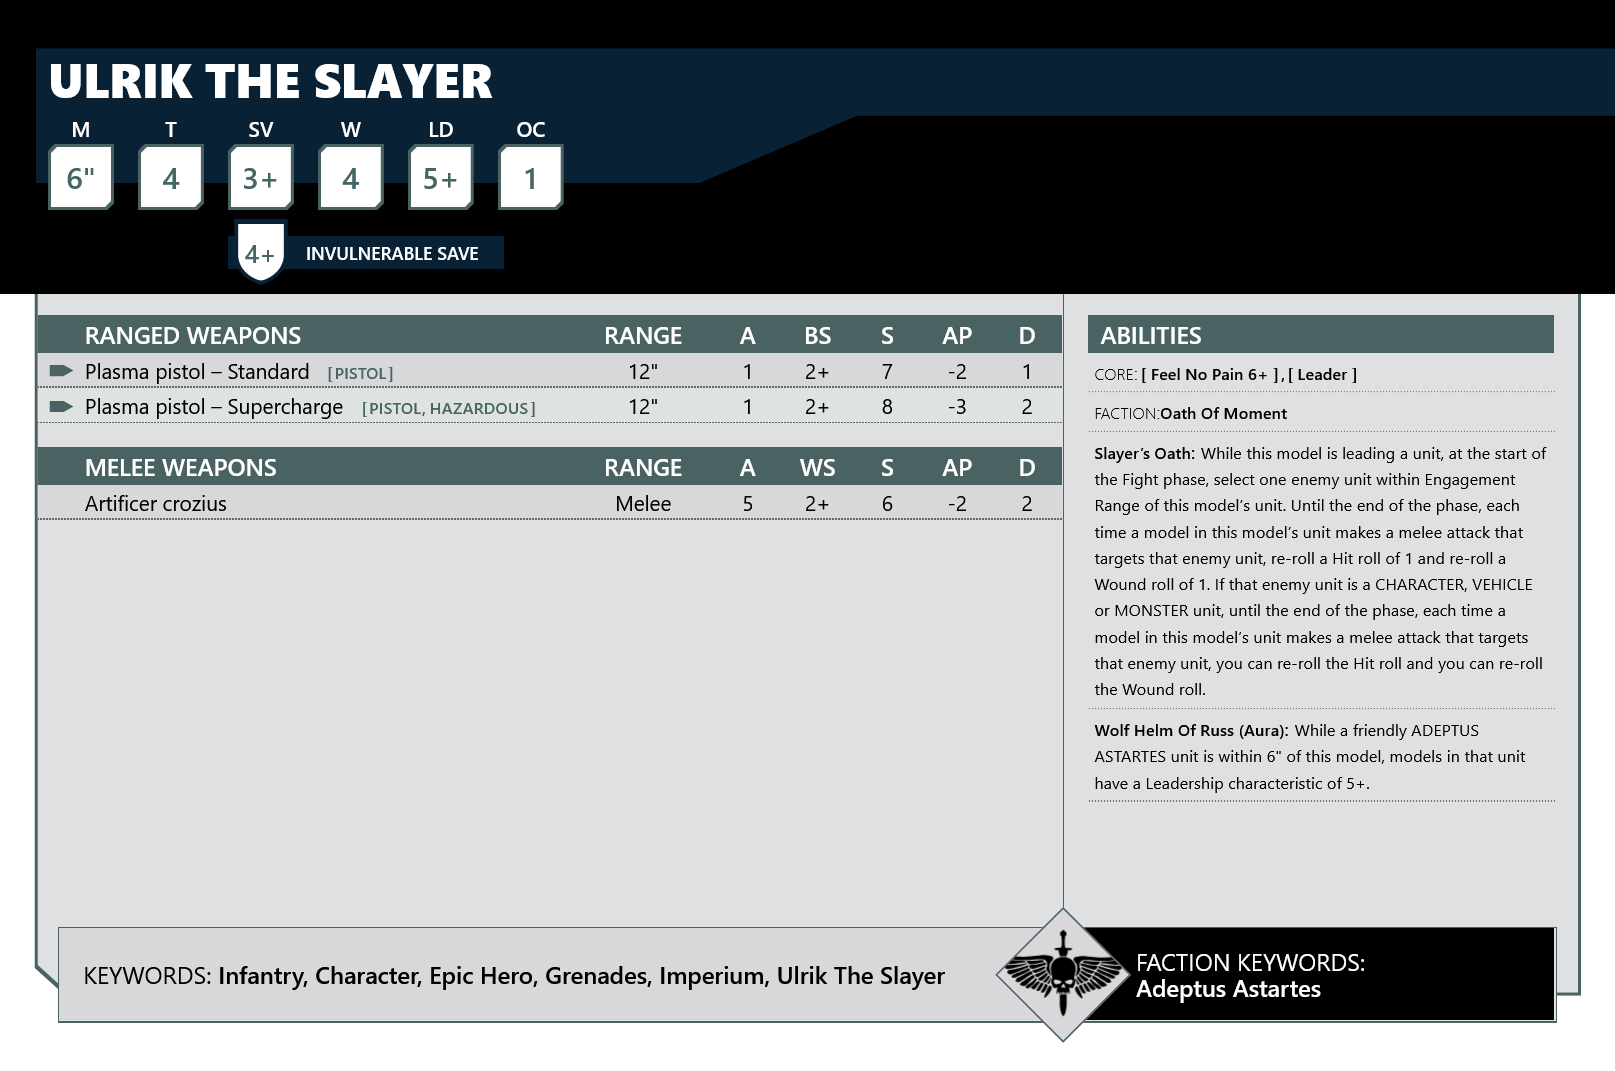 ULRIK THE SLAYER
M T SV W LD OC
6" 4 3+ 4 5+ 1
4+ INVULNERABLE SAVE
RANGED WEAPONS RANGE A BS S AP D
Plasma pistol – Standard [PISTOL] 12" 1 2+ 7 -2 1
Plasma pistol – Supercharge [PISTOL, HAZARDOUS] 12" 1 2+ 8 -3 2
MELEE WEAPONS RANGE A WS S AP D
Artificer crozius Melee 5 2+ 6 -2 2
ABILITIES
CORE: [ Feel No Pain 6+ ] , [ Leader ]
FACTION:Oath Of Moment
Slayer’s Oath: While this model is leading a unit, at the start of
the Fight phase, select one enemy unit within Engagement
Range of this model’s unit. Until the end of the phase, each
time a model in this model’s unit makes a melee attack that
targets that enemy unit, re-roll a Hit roll of 1 and re-roll a
Wound roll of 1. If that enemy unit is a CHARACTER, VEHICLE
or MONSTER unit, until the end of the phase, each time a
model in this model’s unit makes a melee attack that targets
that enemy unit, you can re-roll the Hit roll and you can re-roll
the Wound roll.
Wolf Helm Of Russ (Aura): While a friendly ADEPTUS
ASTARTES unit is within 6" of this model, models in that unit
have a Leadership characteristic of 5+.
KEYWORDS: Infantry, Character, Epic Hero, Grenades, Imperium, Ulrik The Slayer
FACTION KEYWORDS:
Adeptus Astartes